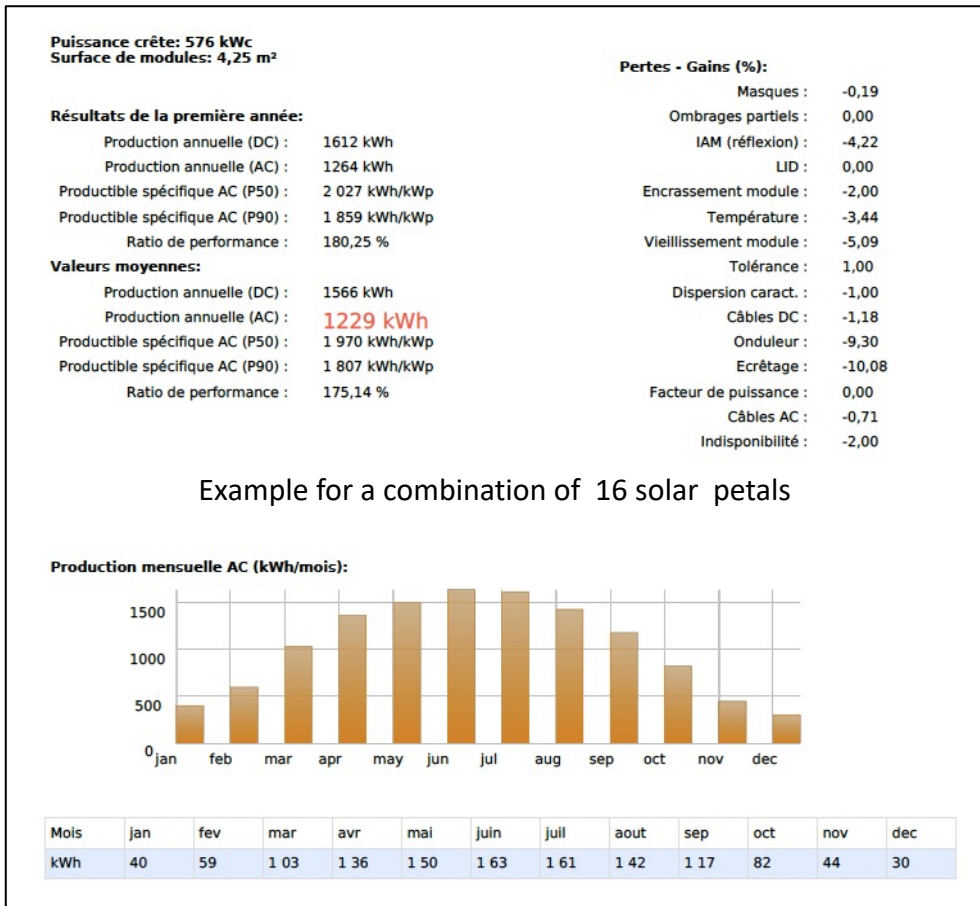 Puissance crête: 576 kWc
Surface de modules: 4,25 m²
Résultats de la première année:
Production annuelle (DC) : 1612 kWh
Production annuelle (AC) : 1264 kWh
Productible spécifique AC (P50) : 2 027 kWh/kWp
Productible spécifique AC (P90) : 1 859 kWh/kWp
Ratio de performance : 180,25 %
Valeurs moyennes:
Production annuelle (DC) : 1566 kWh
Production annuelle (AC) : 1229 kWh
Productible spécifique AC (P50) : 1 970 kWh/kWp
Productible spécifique AC (P90) : 1 807 kWh/kWp
Ratio de performance : 175,14 %
Pertes - Gains (%):
Masques : -0,19
Ombrages partiels : 0,00
IAM (réflexion) : -4,22
LID : 0,00
Encrassement module : -2,00
Température : -3,44
Vieillissement module : -5,09
Tolérance : 1,00
Dispersion caract. : -1,00
Câbles DC : -1,18
Onduleur : -9,30
Ecrêtage : -10,08
Facteur de puissance : 0,00
Câbles AC : -0,71
Indisponibilité : -2,00
Example for a combination of 16 solar petals
Production mensuelle AC (kWh/mois):
1500
1000
500
0
jan feb mar apr may jun jul aug sep oct nov dec
Mois jan fev mar avr mai juin juil aout sep oct nov dec
kWh 40 59 1 03 1 36 1 50 1 63 1 61 1 42 1 17 82 44 30